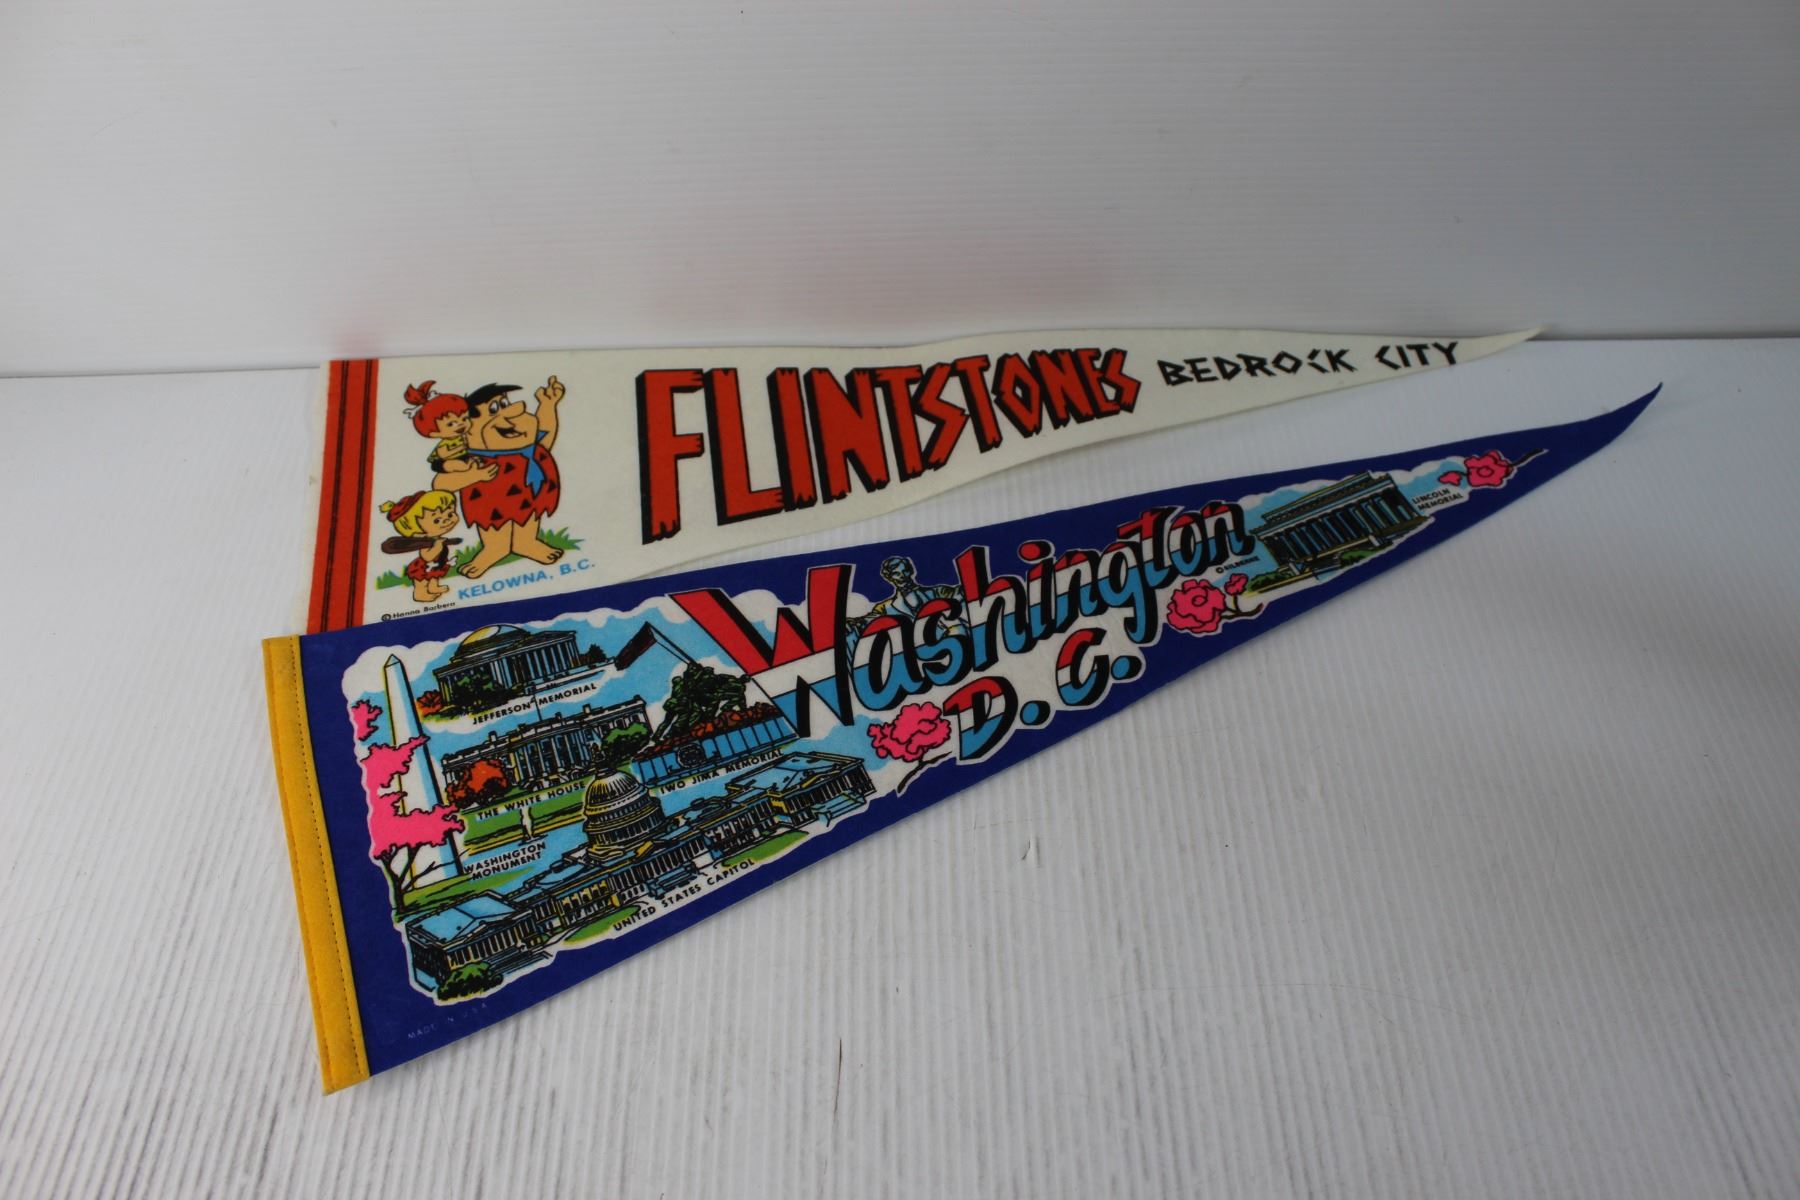 FLINTSTONES BEDROCK CITY
KELOWNA, B.C.
© Hanna Barbera
Washington
D.C.
LINCOLN
MEMORIAL
© GILBERNE
JEFFERSON MEMORIAL
THE WHITE HOUSE
IWO JIMA MEMORIAL
WASHINGTON
MONUMENT
UNITED STATES CAPITOL
MADE IN U.S.A.